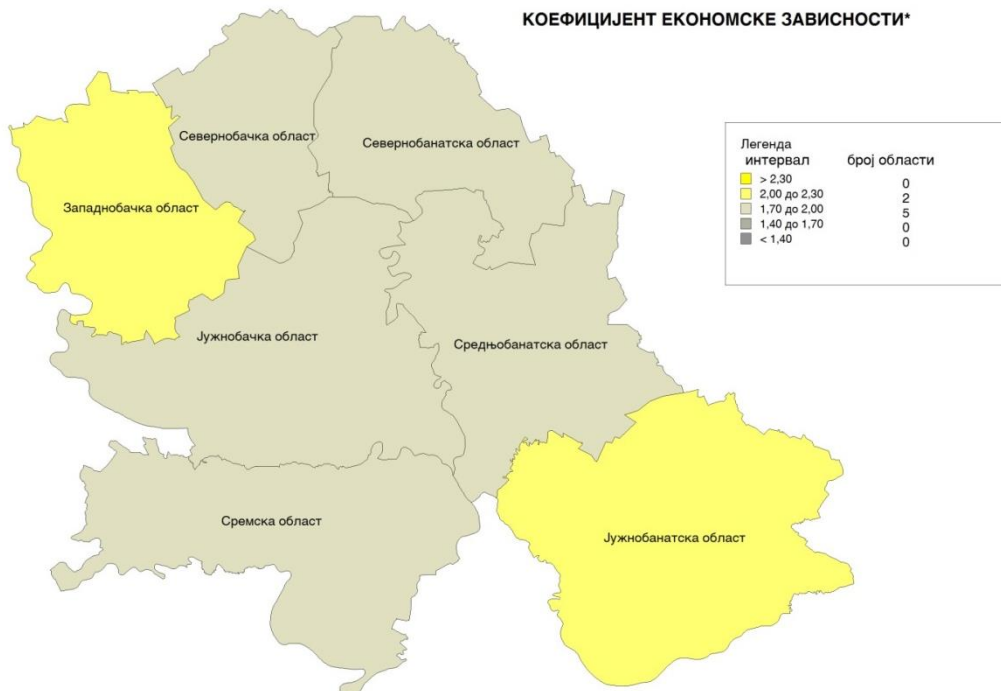 КОЕФИЦИЈЕНТ ЕКОНОМСКЕ ЗАВИСНОСТИ*
Севернобачка област
Севернобанатска област
Западнобачка област
Јужнобачка област
Средњобанатска област
Сремска област
Јужнобанатска област
Легенда
интервал број области
> 2,30 0
2,00 до 2,30 2
1,70 до 2,00 5
1,40 до 1,70 0
< 1,40 0